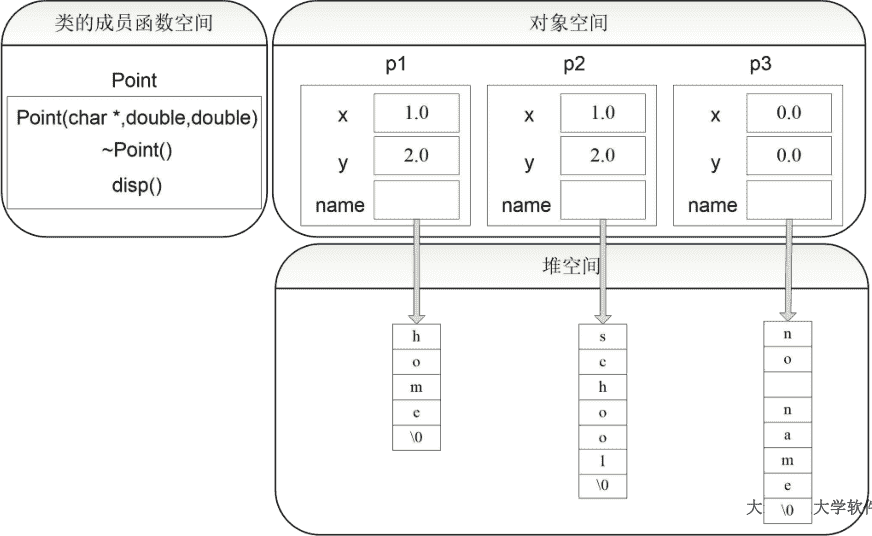 类的成员函数空间
Point
Point(char *,double,double)
~Point()
disp()
对象空间
p1 p2 p3
x 1.0 x 1.0 x 0.0
y 2.0 y 2.0 y 0.0
name name name
堆空间
h
o
m
e
\0
s
c
h
o
o
l
\0
n
o
n
a
m
e
\0
大 大学软件